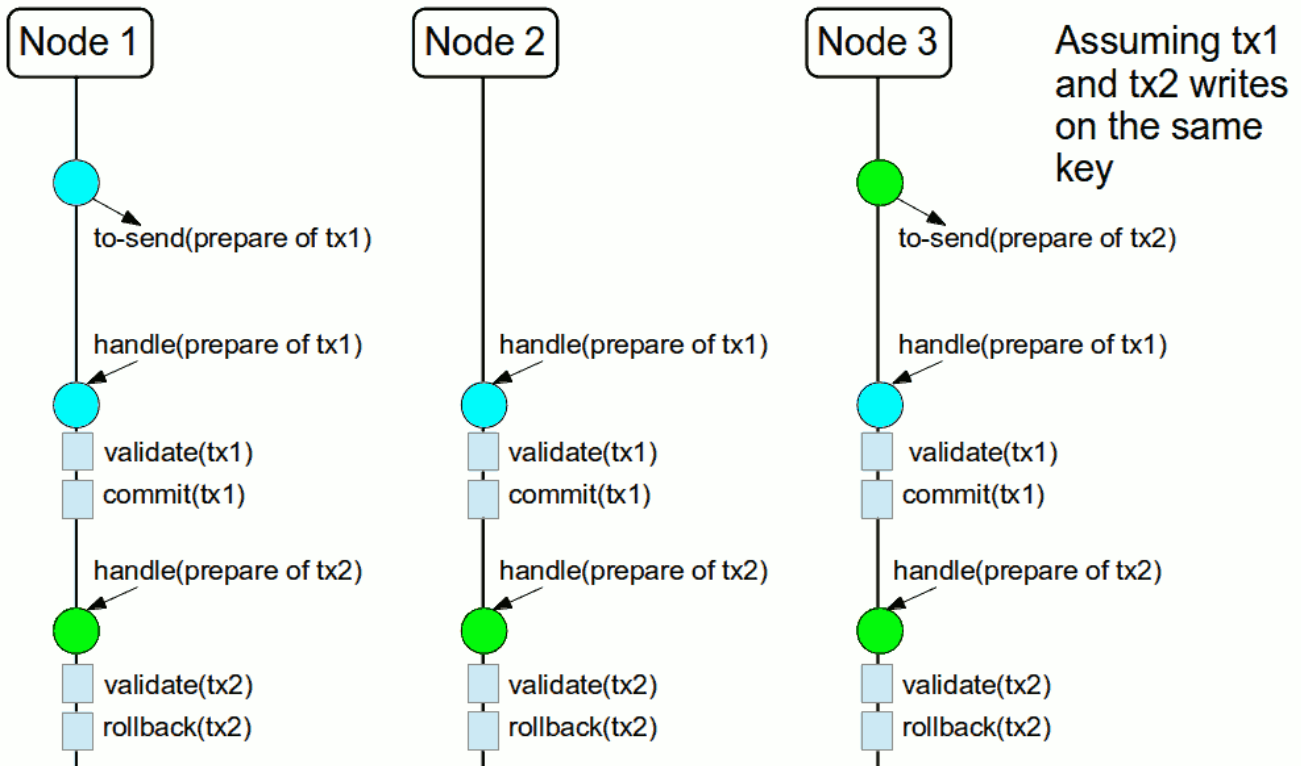 Node 1
Node 2
Node 3
Assuming tx1
and tx2 writes
on the same
key
to-send(prepare of tx1)
to-send(prepare of tx2)
handle(prepare of tx1)
handle(prepare of tx1)
handle(prepare of tx1)
validate(tx1)
validate(tx1)
validate(tx1)
commit(tx1)
commit(tx1)
commit(tx1)
handle(prepare of tx2)
handle(prepare of tx2)
handle(prepare of tx2)
validate(tx2)
validate(tx2)
validate(tx2)
rollback(tx2)
rollback(tx2)
rollback(tx2)